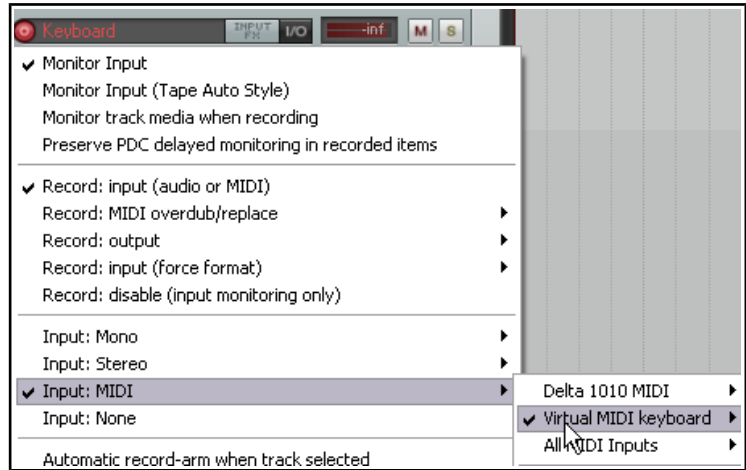 Keyboard INPUT FX I/O -inf M S
Monitor Input
Monitor Input (Tape Auto Style)
Monitor track media when recording
Preserve PDC delayed monitoring in recorded items
Record: input (audio or MIDI)
Record: MIDI overdub/replace
Record: output
Record: input (force format)
Record: disable (input monitoring only)
Input: Mono
Input: Stereo
Input: MIDI
Delta 1010 MIDI
Input: None
Virtual MIDI keyboard
All MIDI Inputs
Automatic record-arm when track selected